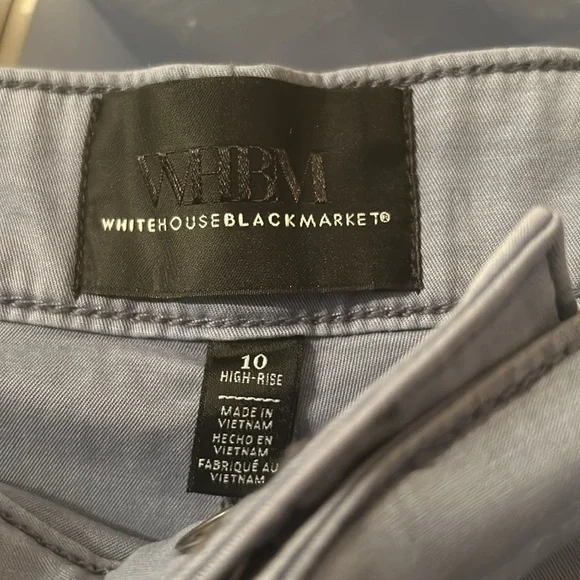 WHBM
WHITEHOUSEBLACKMARKET®
10
HIGH-RISE
MADE IN
VIETNAM
HECHO EN
VIETNAM
FABRIQUÉ AU
VIETNAM